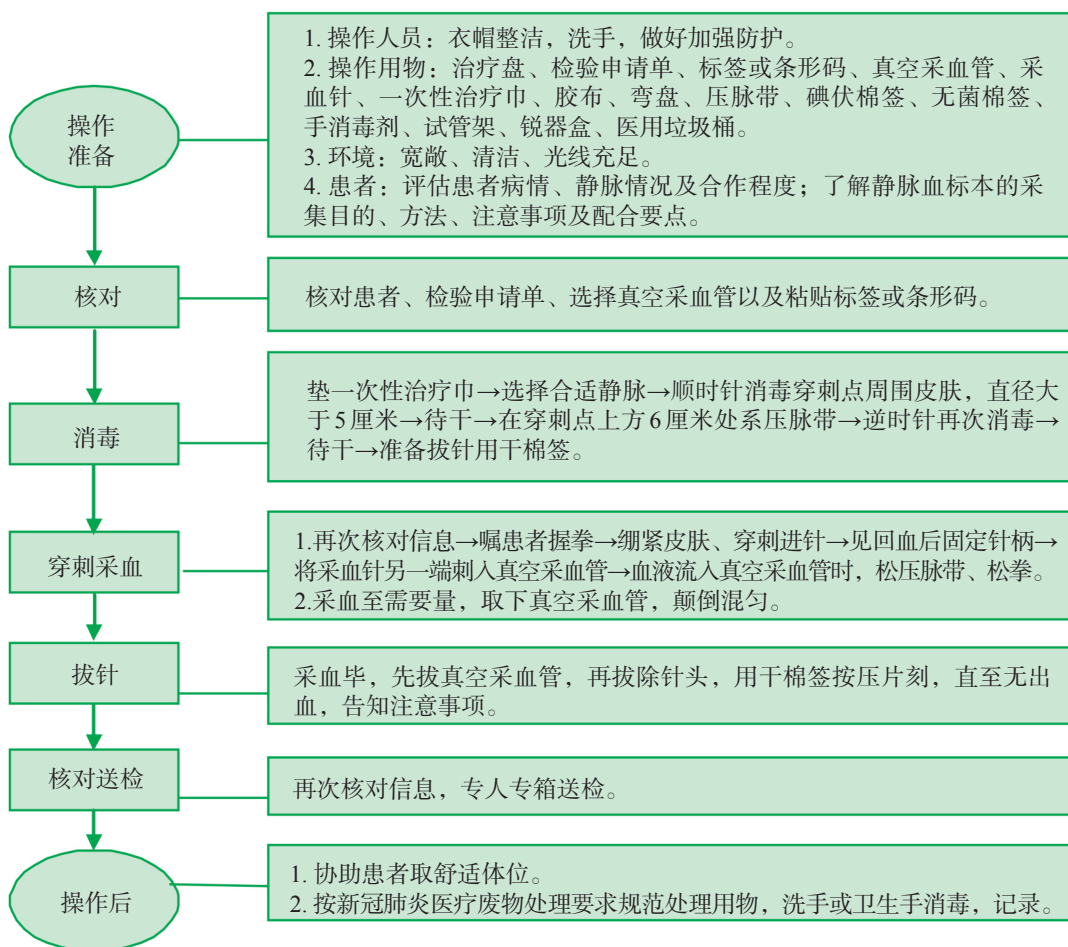 操作
准备
1. 操作人员：衣帽整洁，洗手，做好加强防护。
2. 操作用物：治疗盘、检验申请单、标签或条形码、真空采血管、采
血针、一次性治疗巾、胶布、弯盘、压脉带、碘伏棉签、无菌棉签、
手消毒剂、试管架、锐器盒、医用垃圾桶。
3. 环境：宽敞、清洁、光线充足。
4. 患者：评估患者病情、静脉情况及合作程度；了解静脉血标本的采
集目的、方法、注意事项及配合要点。
核对
核对患者、检验申请单、选择真空采血管以及粘贴标签或条形码。
消毒
垫一次性治疗巾→选择合适静脉→顺时针消毒穿刺点周围皮肤，直径大
于5厘米→待干→在穿刺点上方6厘米处系压脉带→逆时针再次消毒→
待干→准备拔针用干棉签。
穿刺采血
1.再次核对信息→嘱患者握拳→绷紧皮肤、穿刺进针→见回血后固定针柄→
将采血针另一端刺入真空采血管→血液流入真空采血管时，松压脉带、松拳。
2.采血至需要量，取下真空采血管，颠倒混匀。
拔针
采血毕，先拔真空采血管，再拔除针头，用干棉签按压片刻，直至无出
血，告知注意事项。
核对送检
再次核对信息，专人专箱送检。
操作后
1. 协助患者取舒适体位。
2. 按新冠肺炎医疗废物处理要求规范处理用物，洗手或卫生手消毒，记录。